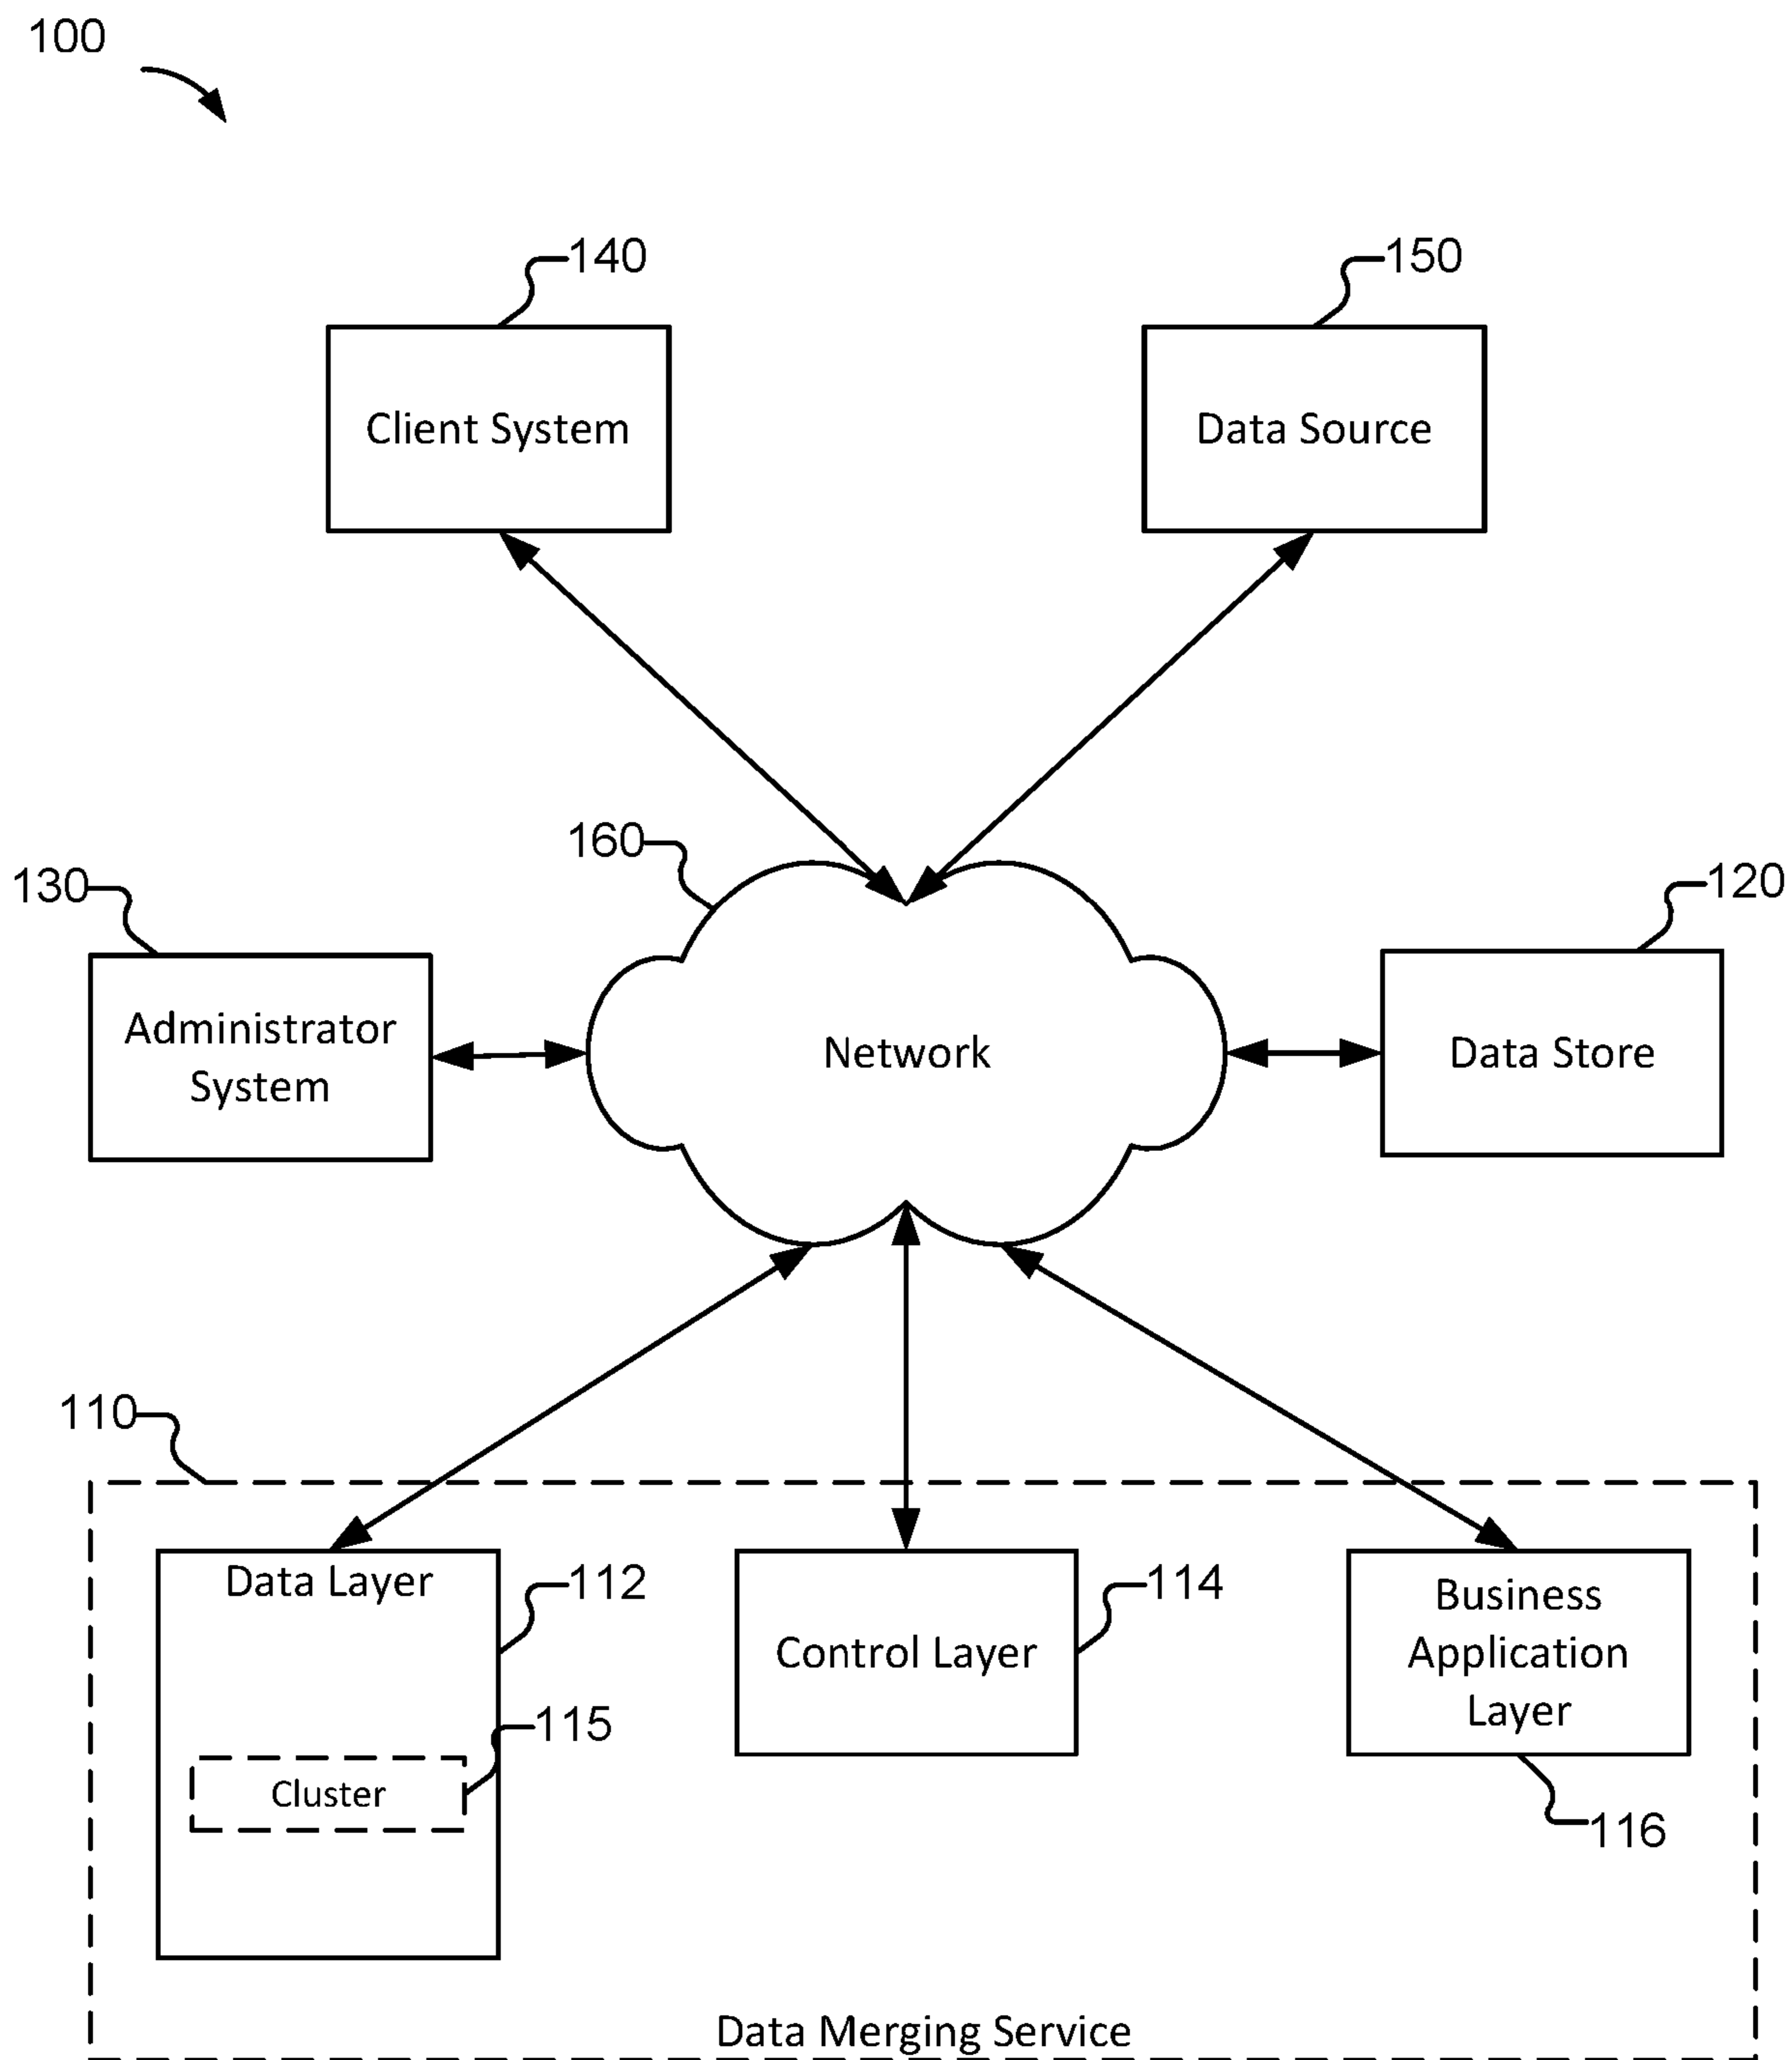 100
140
150
Client System
Data Source
160
130
120
Administrator
System
Network
Data Store
110
Data Layer
112
Control Layer
114
Business
Application
Layer
115
Cluster
116
Data Merging Service